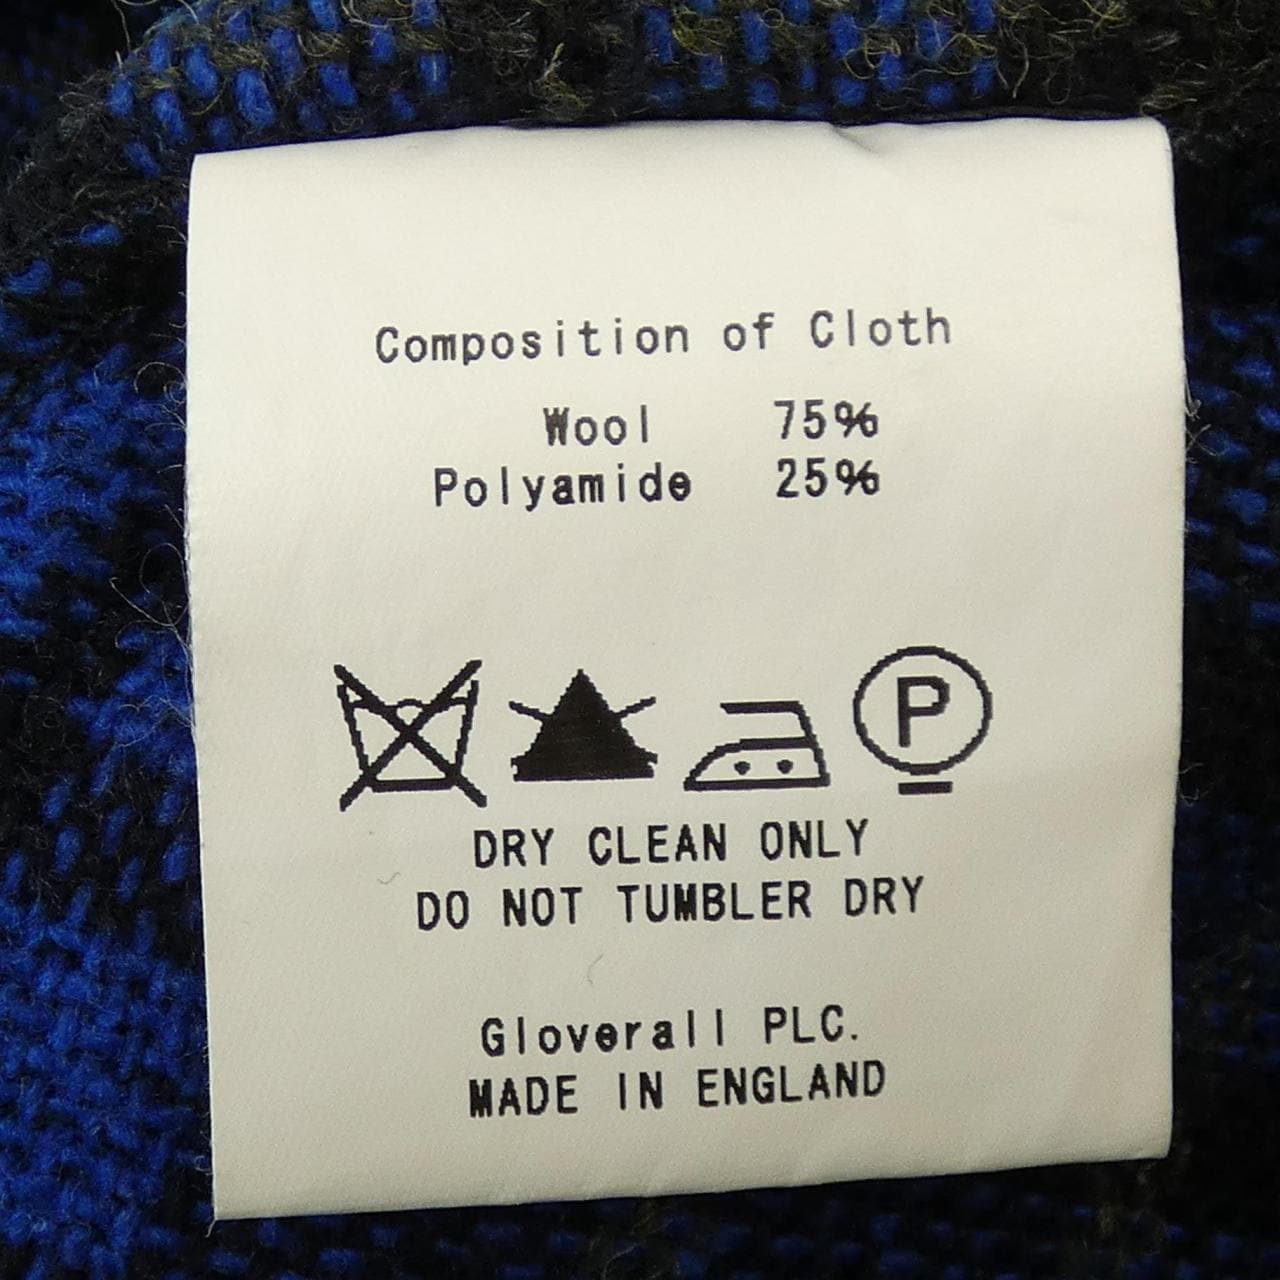 Composition of Cloth
Wool 75%
Polyamide 25%
P
DRY CLEAN ONLY
DO NOT TUMBLER DRY
Gloverall PLC.
MADE IN ENGLAND